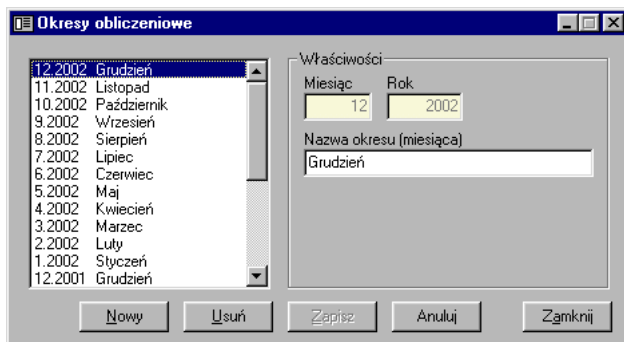 Okresy obliczeniowe
12.2002 Grudzień
11.2002 Listopad
10.2002 Październik
9.2002 Wrzesień
8.2002 Sierpień
7.2002 Lipiec
6.2002 Czerwiec
5.2002 Maj
4.2002 Kwiecień
3.2002 Marzec
2.2002 Luty
1.2002 Styczeń
12.2001 Grudzień
Właściwości
Miesiąc Rok
12 2002
Nazwa okresu (miesiąca)
Grudzień
Nowy Usuń Zapisz Anuluj Zamknij